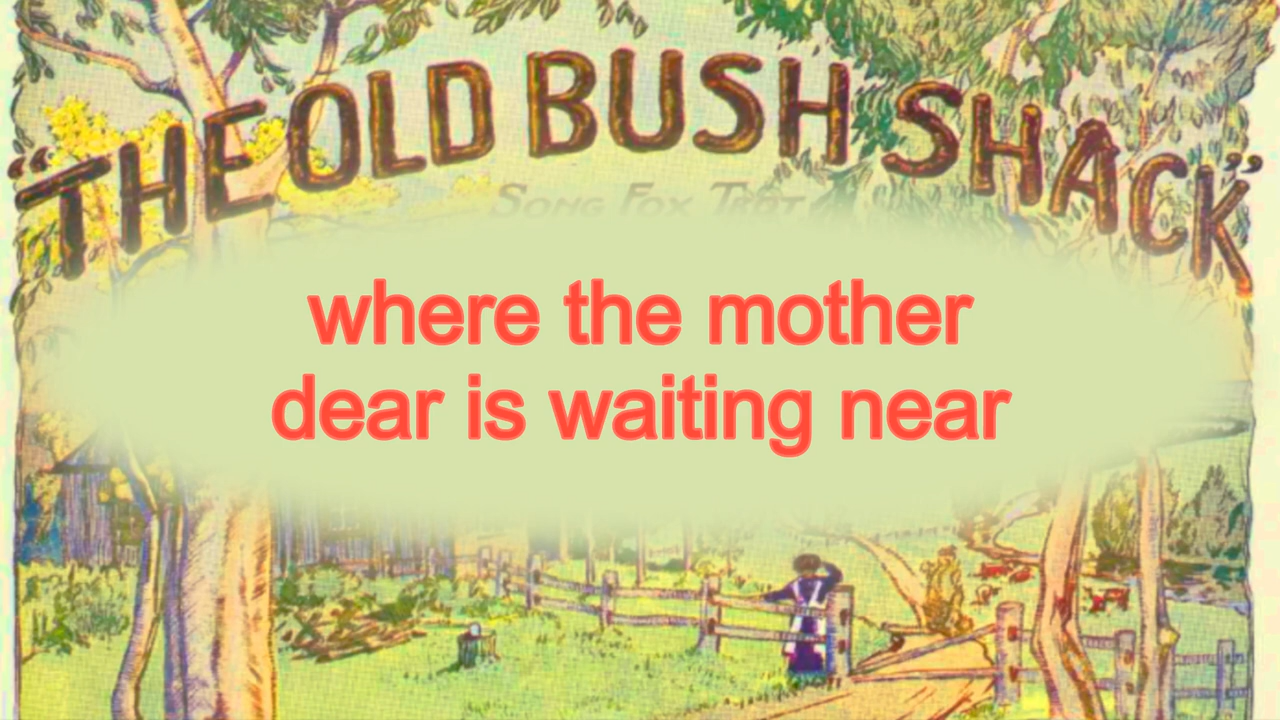 "THE OLD BUSH SHACK"
SONG FOX TROT
where the mother
dear is waiting near